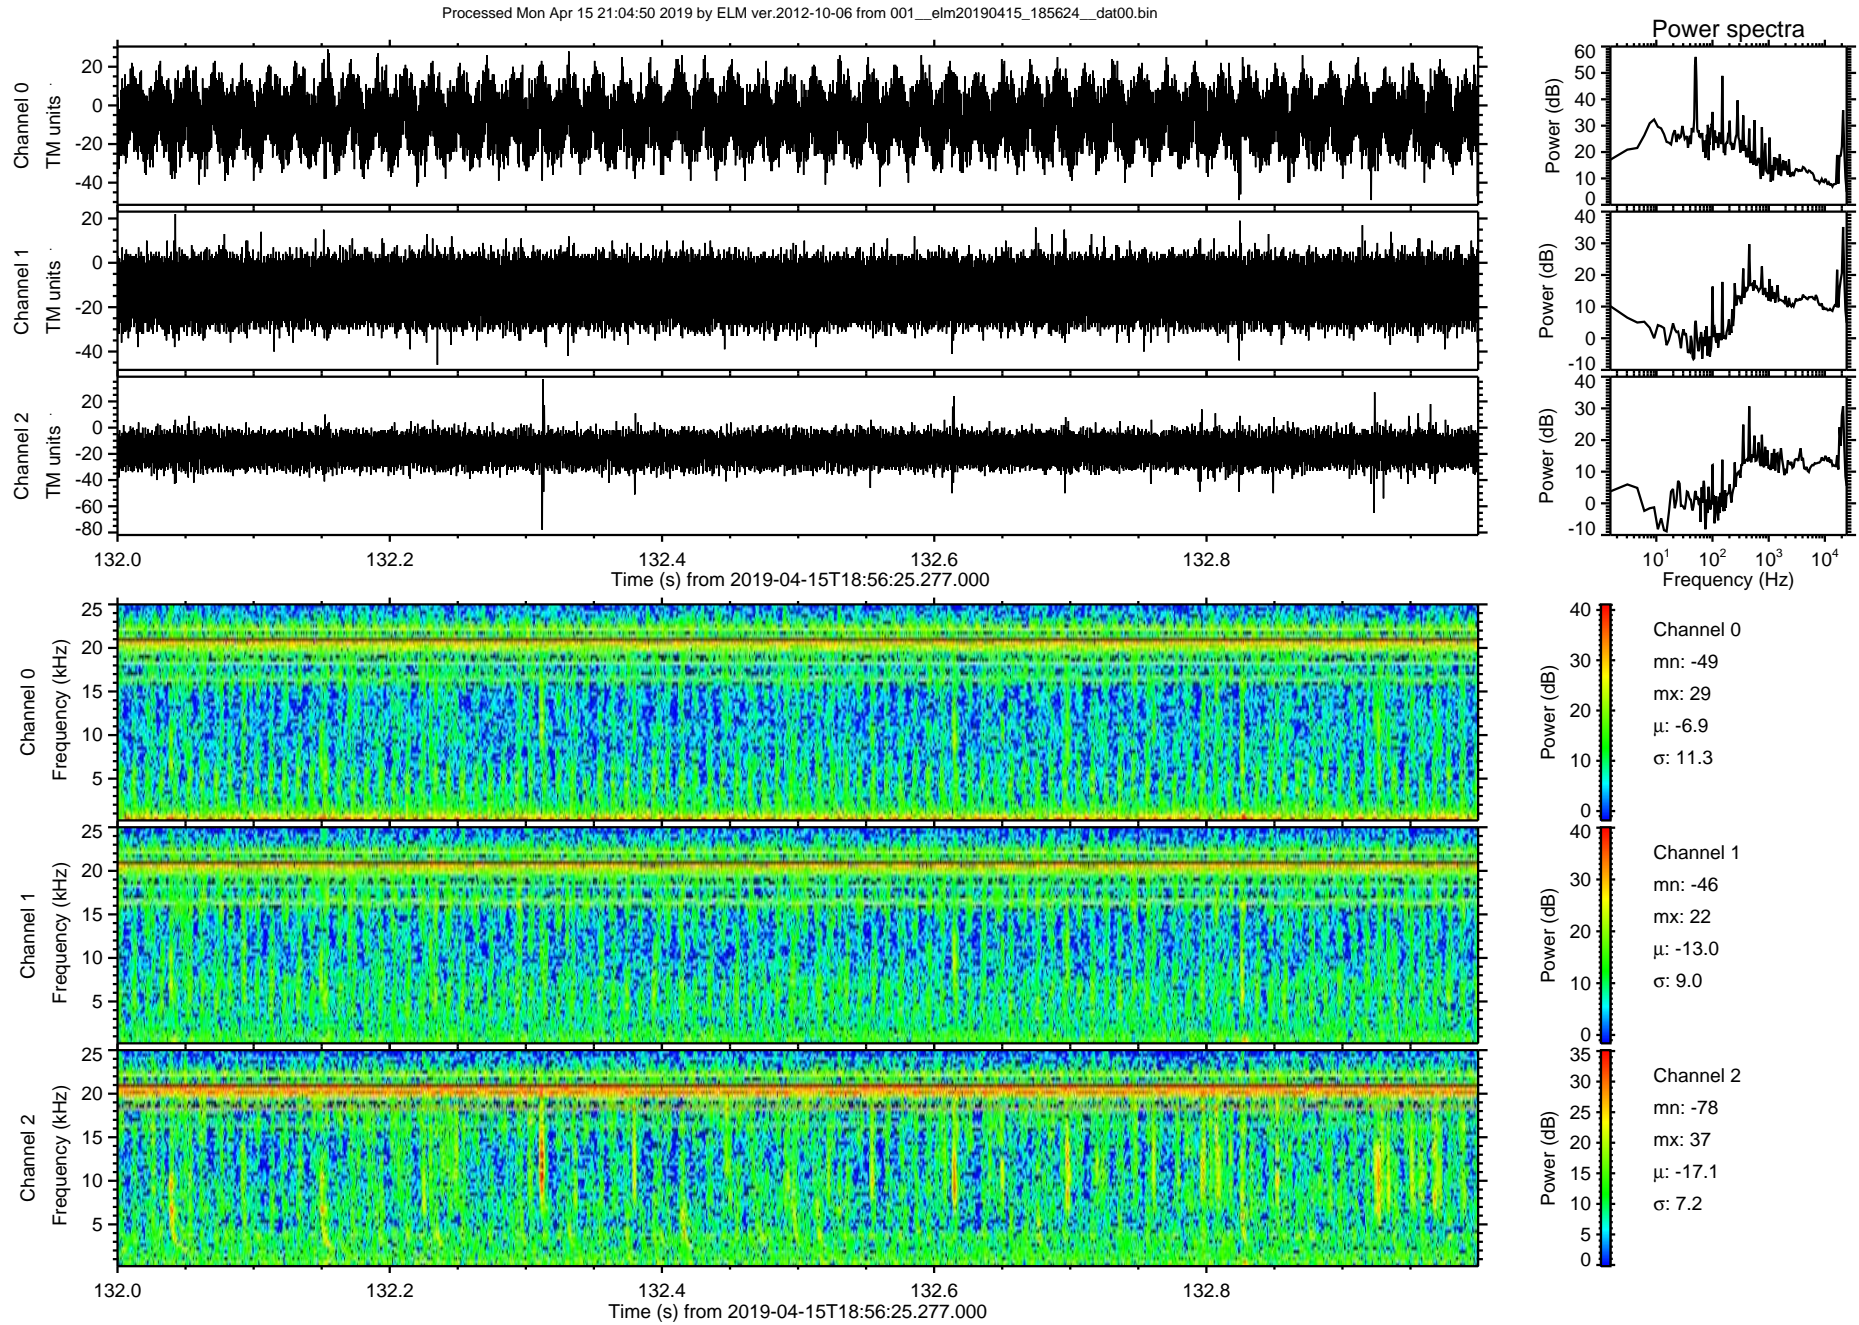 Processed Mon Apr 15 21:04:50 2019 by ELM ver.2012-10-06 from 001__elm20190415_185624__dat00.bin
Power spectra
Channel 0
TM units
20
0
-20
-40
Power (dB)
60
50
40
30
20
10
0
Channel 1
TM units
20
0
-20
-40
Power (dB)
40
30
20
10
0
-10
Channel 2
TM units
20
0
-20
-40
-60
-80
Power (dB)
40
30
20
10
0
-10
132.0 132.2 132.4 132.6 132.8
Time (s) from 2019-04-15T18:56:25.277.000
10¹ 10² 10³ 10⁴
Frequency (Hz)
Channel 0
Frequency (kHz)
25
20
15
10
5
Power (dB)
40
30
20
10
0
Channel 0
mn: -49
mx: 29
µ: -6.9
σ: 11.3
Channel 1
Frequency (kHz)
25
20
15
10
5
Power (dB)
40
30
20
10
0
Channel 1
mn: -46
mx: 22
µ: -13.0
σ: 9.0
Channel 2
Frequency (kHz)
25
20
15
10
5
Power (dB)
35
30
25
20
15
10
5
0
Channel 2
mn: -78
mx: 37
µ: -17.1
σ: 7.2
132.0 132.2 132.4 132.6 132.8
Time (s) from 2019-04-15T18:56:25.277.000